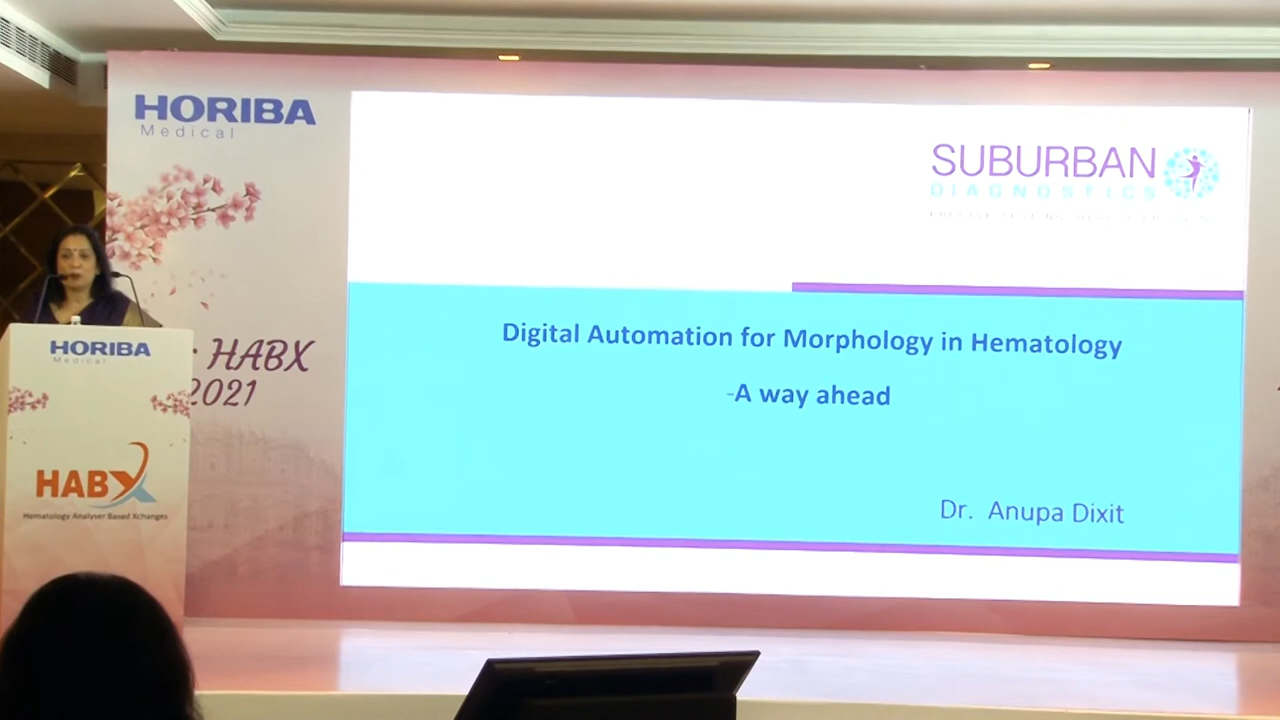 HORIBA
Medical
HABX
2021
HORIBA
Medical
HABX
Hematology Analyser Based Xchanges
SUBURBAN
DIAGNOSTICS
Digital Automation for Morphology in Hematology
-A way ahead
Dr. Anupa Dixit